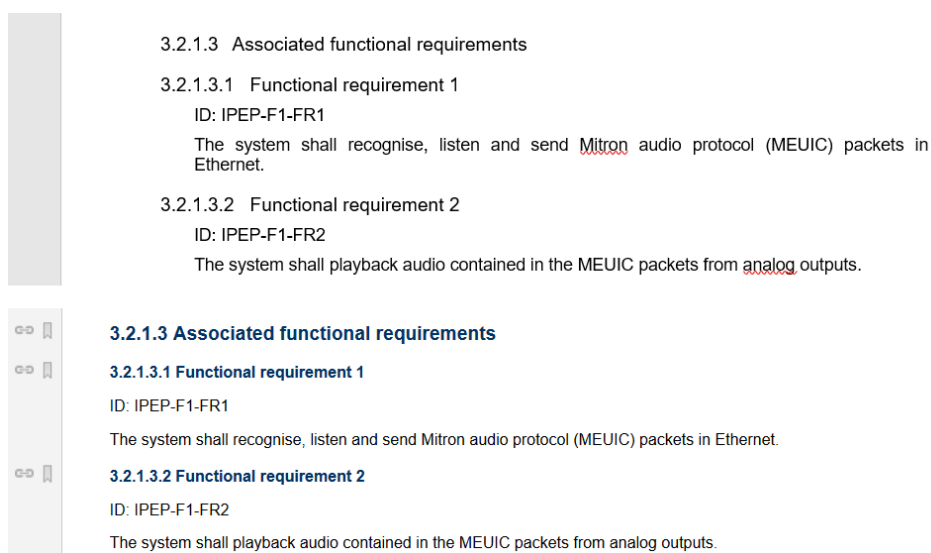 3.2.1.3 Associated functional requirements
3.2.1.3.1 Functional requirement 1
ID: IPEP-F1-FR1
The system shall recognise, listen and send Mitron audio protocol (MEUIC) packets in
Ethernet.
3.2.1.3.2 Functional requirement 2
ID: IPEP-F1-FR2
The system shall playback audio contained in the MEUIC packets from analog outputs.
3.2.1.3 Associated functional requirements
3.2.1.3.1 Functional requirement 1
ID: IPEP-F1-FR1
The system shall recognise, listen and send Mitron audio protocol (MEUIC) packets in Ethernet.
3.2.1.3.2 Functional requirement 2
ID: IPEP-F1-FR2
The system shall playback audio contained in the MEUIC packets from analog outputs.